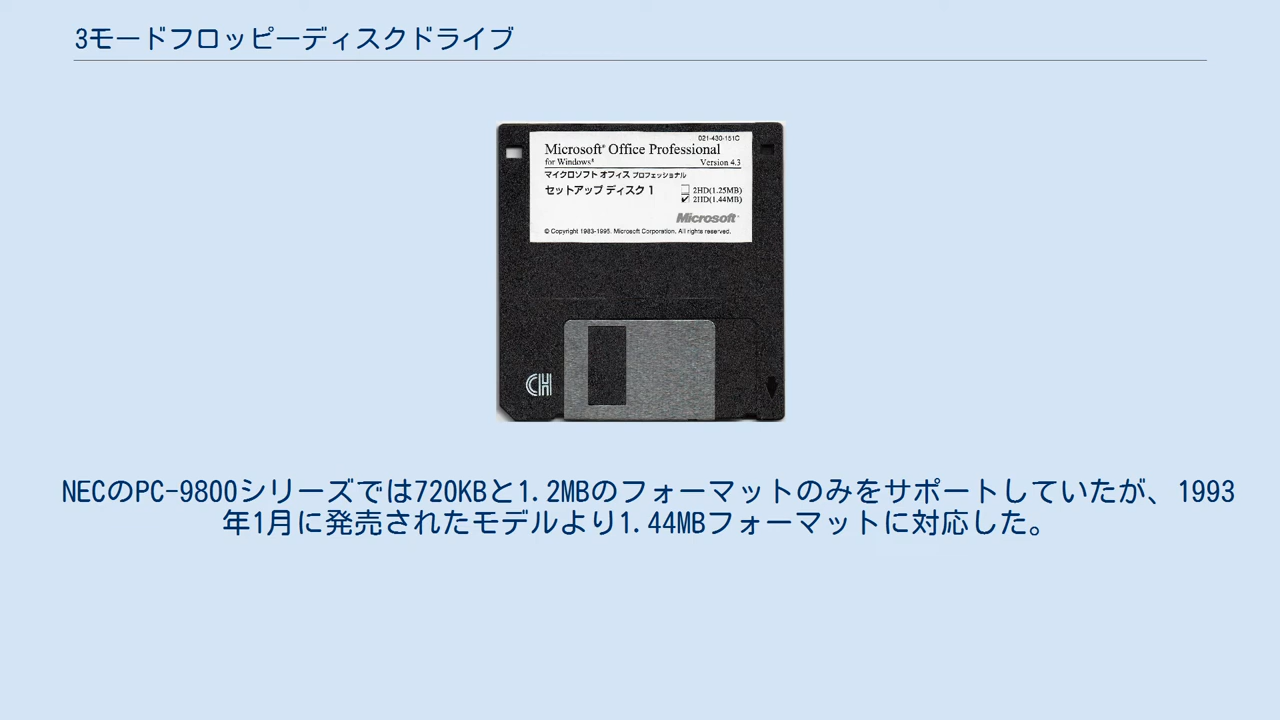 3モードフロッピーディスクドライブ
021-430-151C
Microsoft® Office Professional
for Windows® Version 4.3
マイクロソフト オフィス プロフェッショナル
セットアップ ディスク 1
2HD(1.25MB)
2HD(1.44MB)
Microsoft®
© Copyright 1983-1995, Microsoft Corporation. All rights reserved.
CH
NECのPC-9800シリーズでは720KBと1.2MBのフォーマットのみをサポートしていたが、1993
年1月に発売されたモデルより1.44MBフォーマットに対応した。